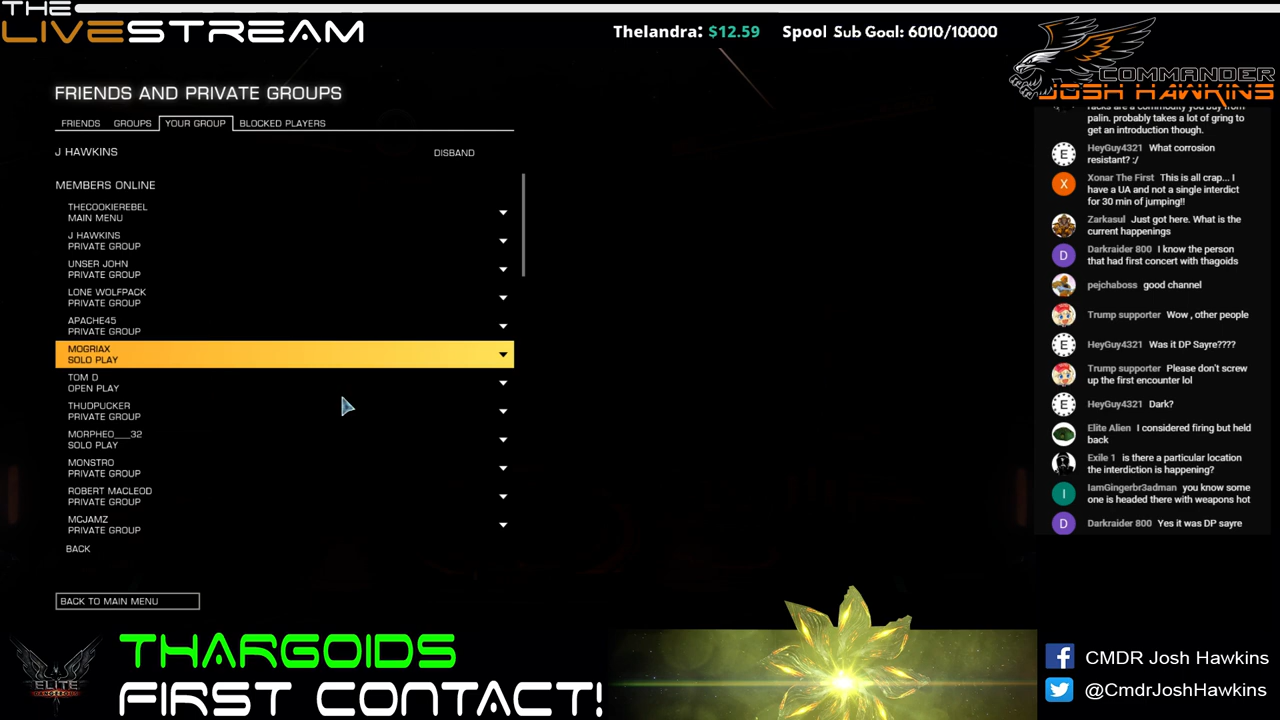 THE
LIVESTREAM
Thelandra: $12.59 Spool Sub Goal: 6010/10000
COMMANDER
JOSH HAWKINS
FRIENDS AND PRIVATE GROUPS
FRIENDS GROUPS YOUR GROUP BLOCKED PLAYERS
J HAWKINS DISBAND
MEMBERS ONLINE
THECOOKIEREBEL
MAIN MENU
J HAWKINS
PRIVATE GROUP
UNSER JOHN
PRIVATE GROUP
LONE WOLFPACK
PRIVATE GROUP
APACHE45
PRIVATE GROUP
MOGRIAX
SOLO PLAY
TOM D
OPEN PLAY
THUDPUCKER
PRIVATE GROUP
MORPHEO___32
SOLO PLAY
MONSTRO
PRIVATE GROUP
ROBERT MACLEOD
PRIVATE GROUP
MCJAMZ
PRIVATE GROUP
BACK
BACK TO MAIN MENU
racks are a commodity you buy from
palin. probably takes a lot of gring to
get an introduction though.
E HeyGuy4321 What corrosion
resistant? :/
X Xonar The First This is all crap... I
have a UA and not a single interdict
for 30 min of jumping!!
Zarkasul Just got here. What is the
current happenings
D Darkraider 800 I know the person
that had first concert with thagoids
pejchaboss good channel
Trump supporter Wow , other people
E HeyGuy4321 Was it DP Sayre????
Trump supporter Please don't screw
up the first encounter lol
E HeyGuy4321 Dark?
Elite Alien I considered firing but held
back
Exile 1 is there a particular location
the interdiction is happening?
I IamGingerbr3adman you know some
one is headed there with weapons hot
D Darkraider 800 Yes it was DP sayre
ELITE
DANGEROUS
THARGOIDS
FIRST CONTACT!
CMDR Josh Hawkins
@CmdrJoshHawkins